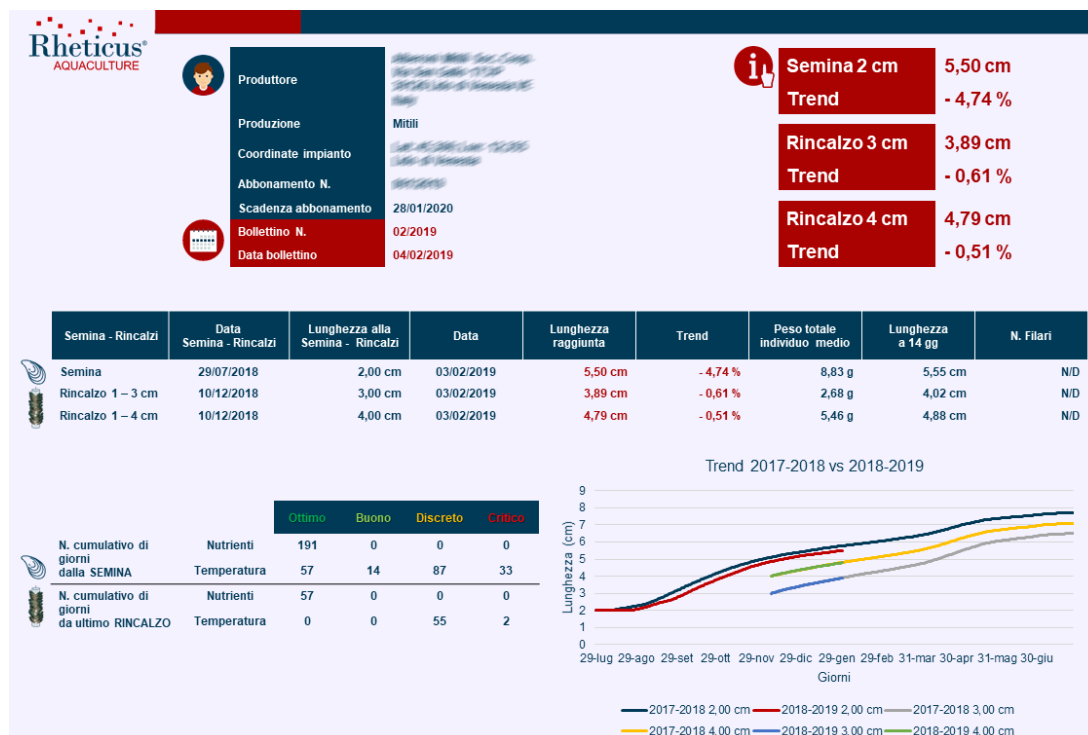 Rheticus®
AQUACULTURE
Produttore
Produzione Mitili
Coordinate impianto
Abbonamento N.
Scadenza abbonamento 28/01/2020
Bollettino N. 02/2019
Data bollettino 04/02/2019
Semina 2 cm 5,50 cm
Trend - 4,74 %
Rincalzo 3 cm 3,89 cm
Trend - 0,61 %
Rincalzo 4 cm 4,79 cm
Trend - 0,51 %
Semina - Rincalzi Data Semina - Rincalzi Lunghezza alla Semina - Rincalzi Data Lunghezza raggiunta Trend Peso totale individuo medio Lunghezza a 14 gg N. Filari
Semina 29/07/2018 2,00 cm 03/02/2019 5,50 cm - 4,74 % 8,83 g 5,55 cm N/D
Rincalzo 1 – 3 cm 10/12/2018 3,00 cm 03/02/2019 3,89 cm - 0,61 % 2,68 g 4,02 cm N/D
Rincalzo 1 – 4 cm 10/12/2018 4,00 cm 03/02/2019 4,79 cm - 0,51 % 5,46 g 4,88 cm N/D
Ottimo Buono Discreto Critico
N. cumulativo di giorni dalla SEMINA
Nutrienti 191 0 0 0
Temperatura 57 14 87 33
N. cumulativo di giorni da ultimo RINCALZO
Nutrienti 57 0 0 0
Temperatura 0 0 55 2
Trend 2017-2018 vs 2018-2019
Lunghezza (cm)
9
8
7
6
5
4
3
2
1
0
29-lug 29-ago 29-set 29-ott 29-nov 29-dic 29-gen 29-feb 31-mar 30-apr 31-mag 30-giu
Giorni
2017-2018 2,00 cm 2018-2019 2,00 cm 2017-2018 3,00 cm
2017-2018 4,00 cm 2018-2019 3,00 cm 2018-2019 4,00 cm